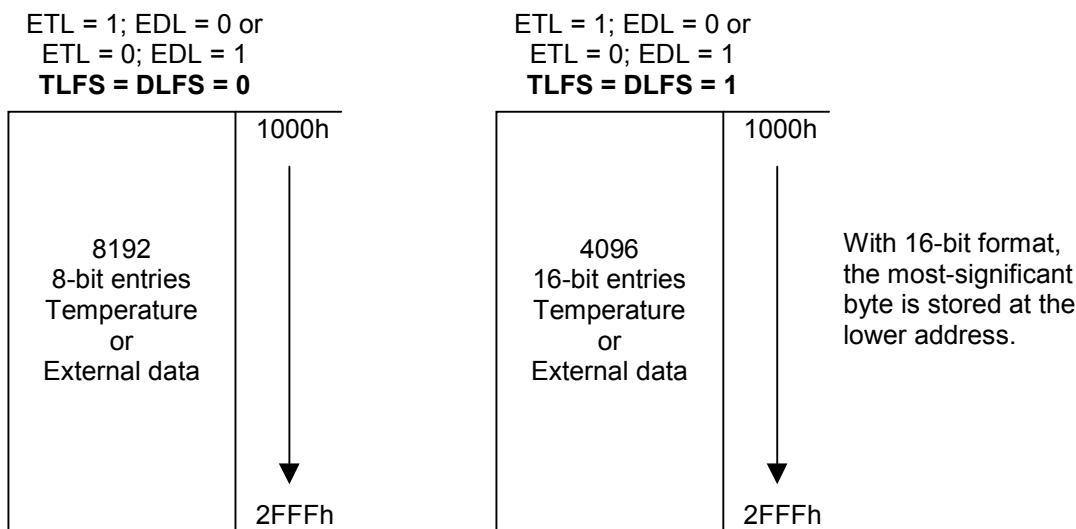 ETL = 1; EDL = 0 or
ETL = 0; EDL = 1
TLFS = DLFS = 0
1000h
8192
8-bit entries
Temperature
or
External data
2FFFh
ETL = 1; EDL = 0 or
ETL = 0; EDL = 1
TLFS = DLFS = 1
1000h
4096
16-bit entries
Temperature
or
External data
2FFFh
With 16-bit format,
the most-significant
byte is stored at the
lower address.